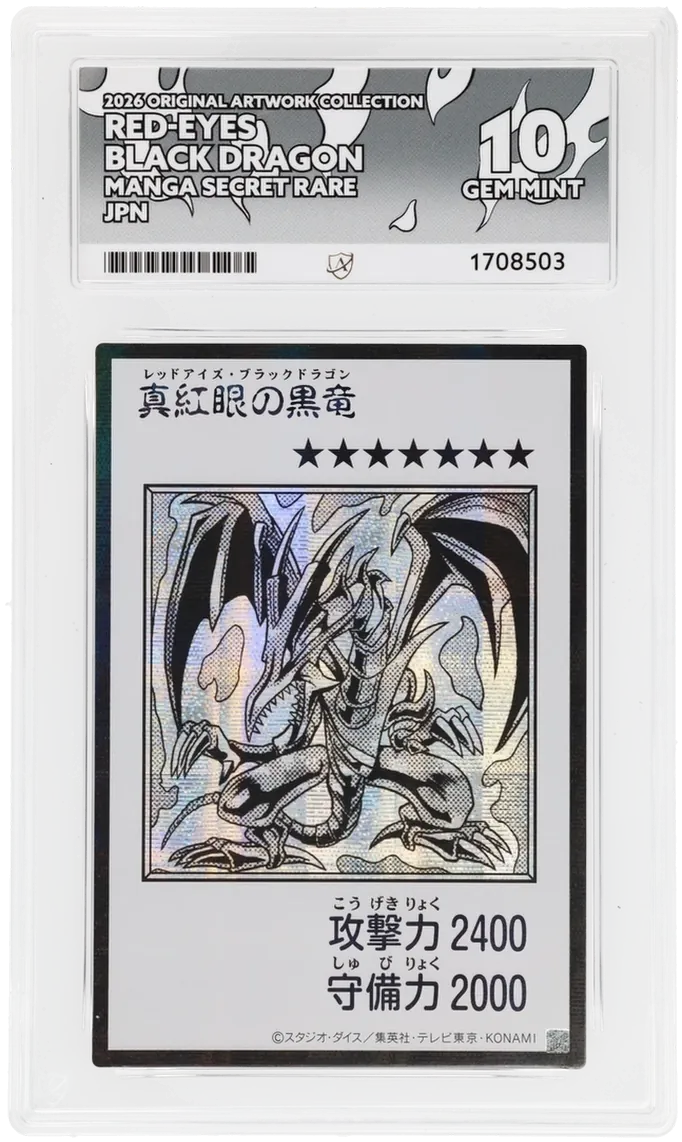 2026 ORIGINAL ARTWORK COLLECTION
RED-EYES
BLACK DRAGON
MANGA SECRET RARE
JPN
10
GEM MINT
1708503
レッドアイズ・ブラックドラゴン
真紅眼の黒竜
★★★★★★★
こうげきりょく
攻撃力 2400
しゅびりょく
守備力 2000
©スタジオ・ダイス／集英社・テレビ東京・KONAMI